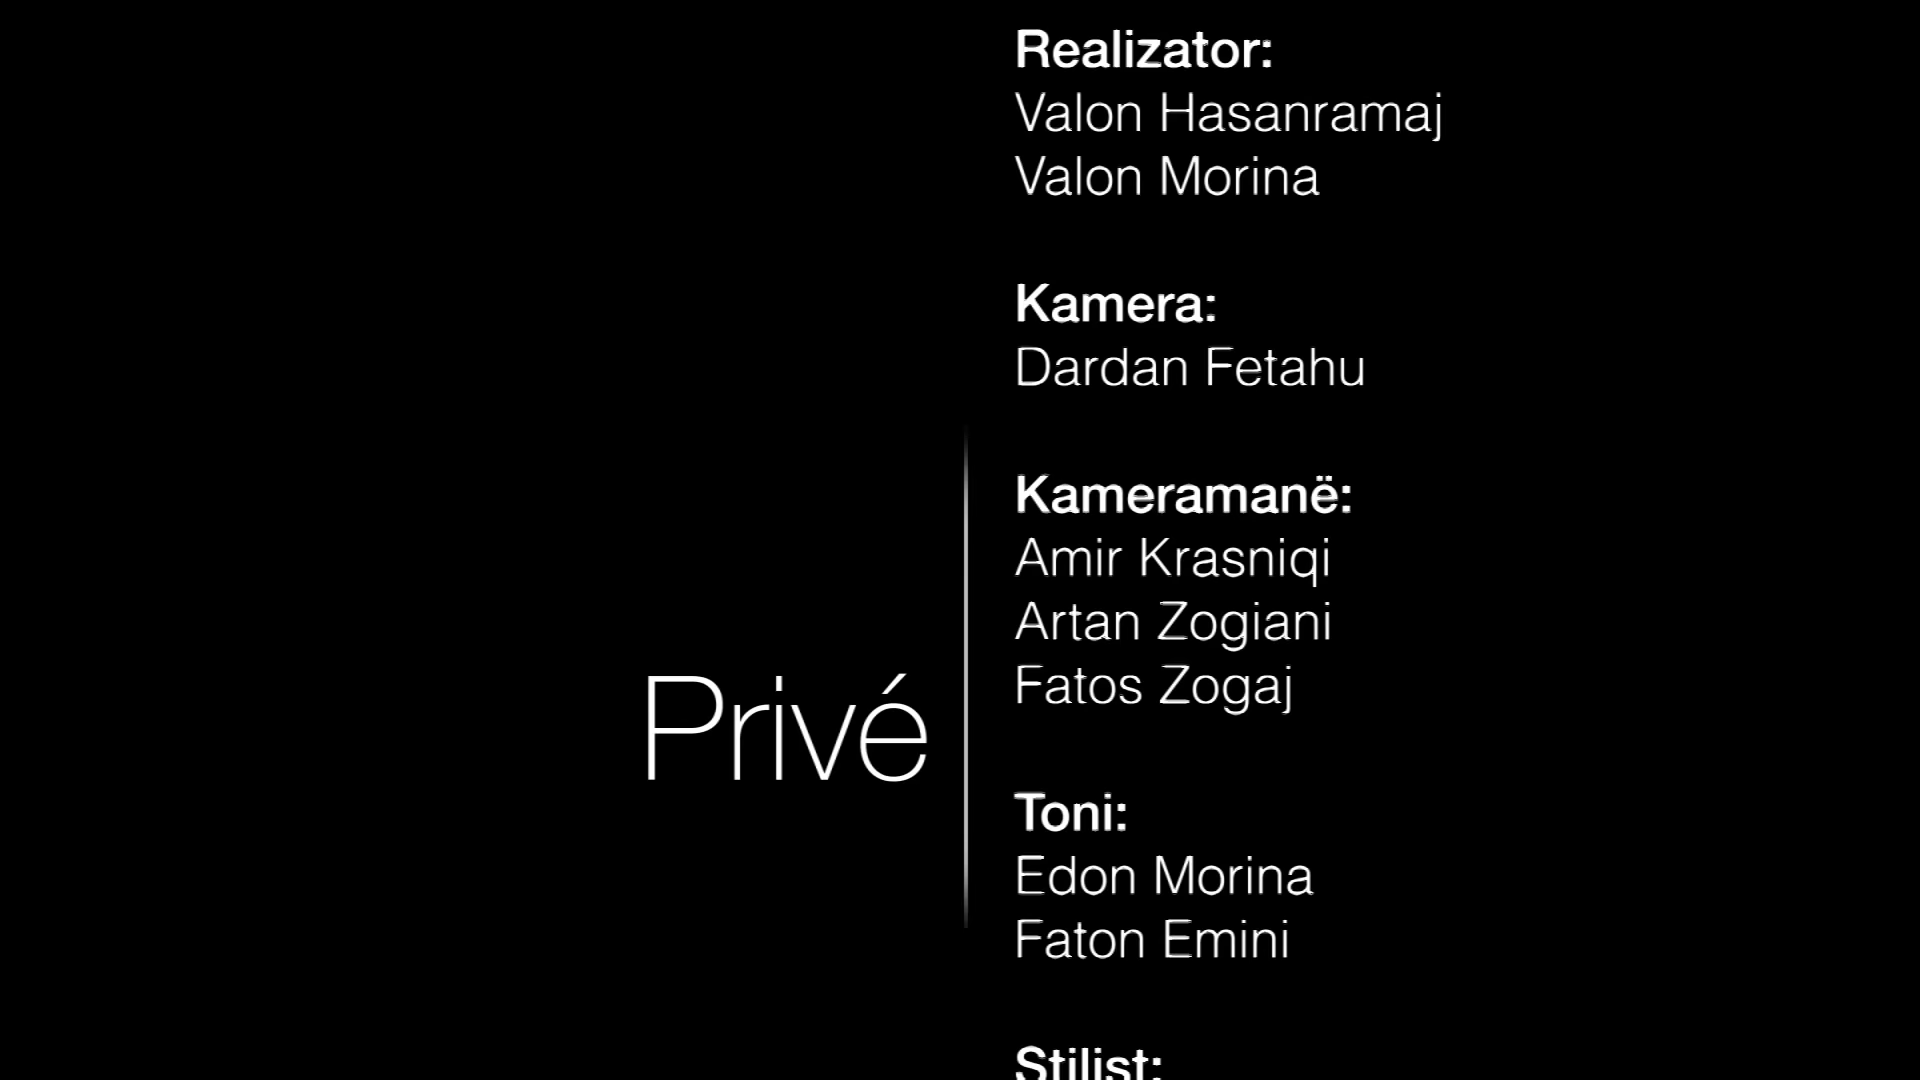 Realizator:
Valon Hasanramaj
Valon Morina
Kamera:
Dardan Fetahu
Kameramanë:
Amir Krasniqi
Artan Zogiani
Fatos Zogaj
Privé
Toni:
Edon Morina
Faton Emini
Stilist: